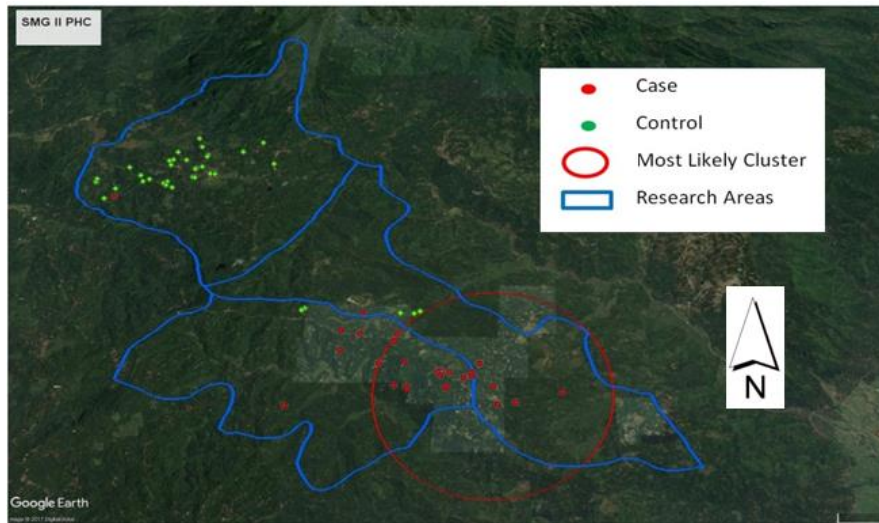 SMG II PHC
Case
Control
Most Likely Cluster
Research Areas
N
Google Earth